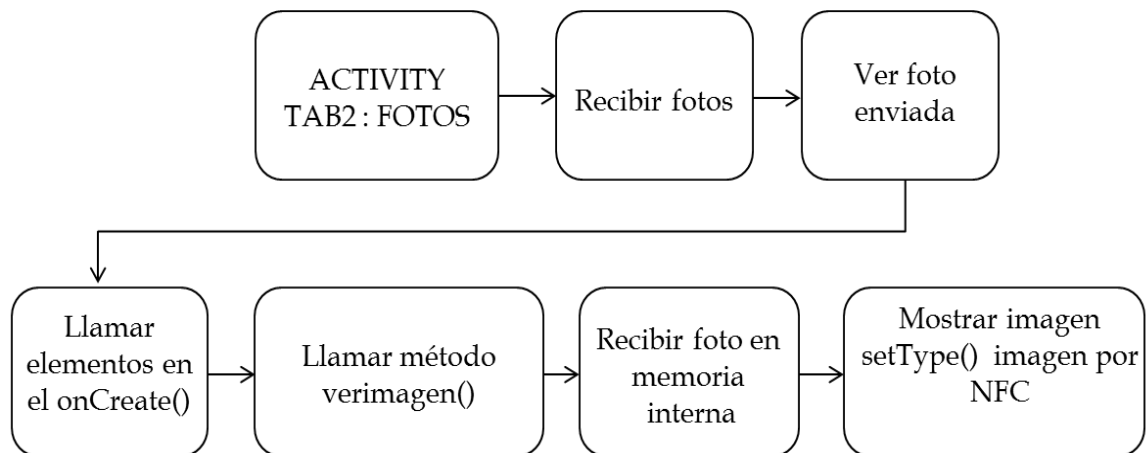 ACTIVITY
TAB2 : FOTOS
Recibir fotos
Ver foto
enviada
Llamar
elementos en
el onCreate()
Llamar método
verimagen()
Recibir foto en
memoria
interna
Mostrar imagen
setType() imagen por
NFC